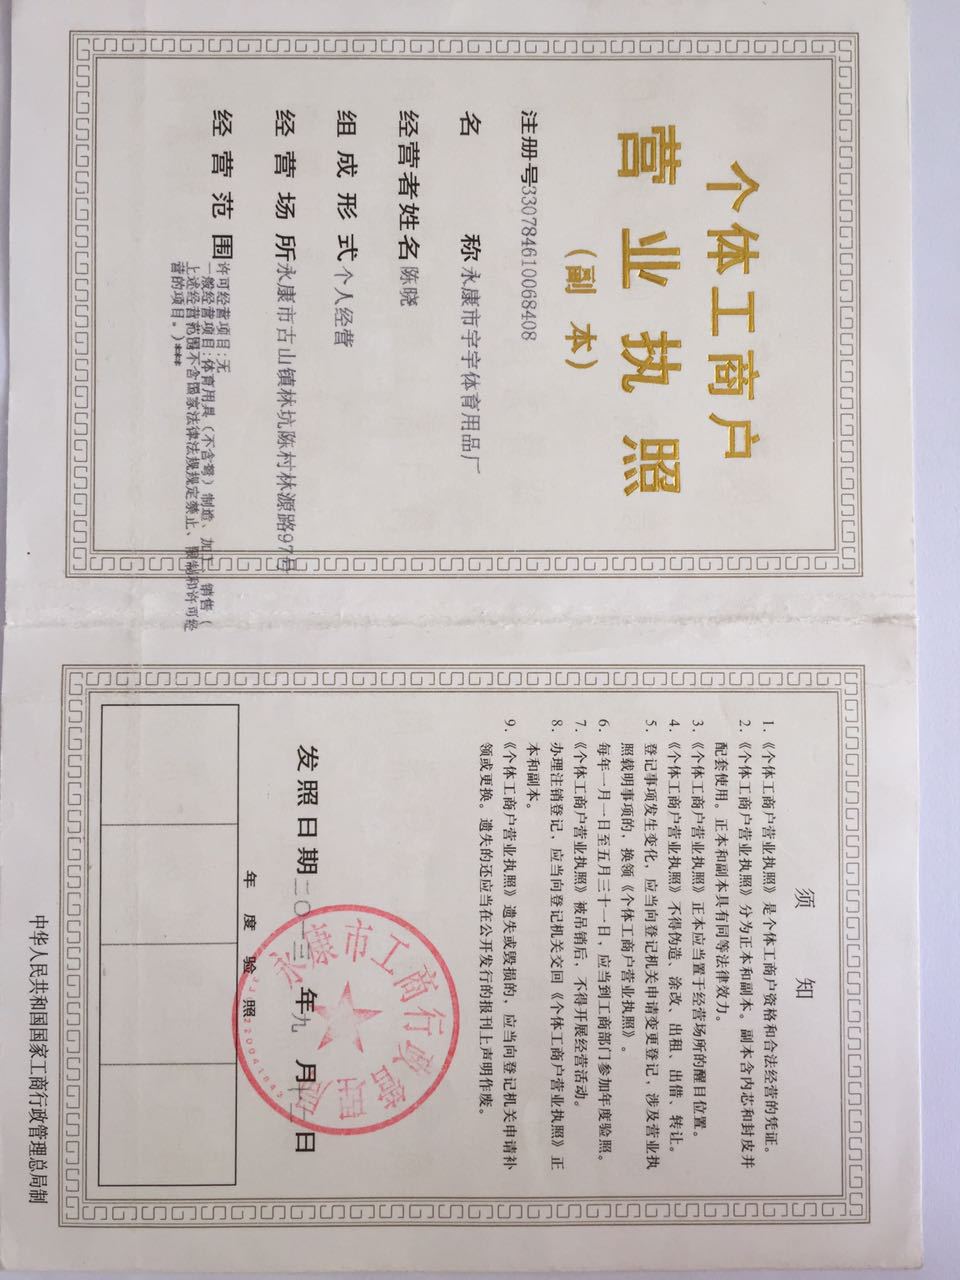 个体工商户
营业执照
（副 本）
注册号330784610068408
名 称 永康市字字体育用品厂
经营者姓名 陈晓
组成形式 个人经营
经营场所 永康市古山镇林坑陈村林源路97号
经营范围 许可经营项目:无
一般经营项目:体育用具（不含弩）制造、加工、销售（
上述经营范围不含国家法律法规规定禁止、限制和许可经
营的项目。）***
须 知
1.《个体工商户营业执照》是个体工商户资格和合法经营的凭证。
2.《个体工商户营业执照》分为正本和副本。副本含内芯和封皮并
配套使用。正本和副本具有同等法律效力。
3.《个体工商户营业执照》正本应当置于经营场所的醒目位置。
4.《个体工商户营业执照》不得伪造、涂改、出租、出借、转让。
5. 登记事项发生变化，应当向登记机关申请变更登记，涉及营业执
照载明事项的，换领《个体工商户营业执照》。
6. 每年一月一日至五月三十一日，应当到工商部门参加年度验照。
7.《个体工商户营业执照》被吊销后，不得开展经营活动。
8. 办理注销登记，应当向登记机关交回《个体工商户营业执照》正
本和副本。
9.《个体工商户营业执照》遗失或毁损的，应当向登记机关申请补
领或更换。遗失的还应当在公开发行的报刊上声明作废。
发照日期 二〇一三 年 九 月 日
永康市工商行政管理局
年 度 验 照
中华人民共和国国家工商行政管理总局制